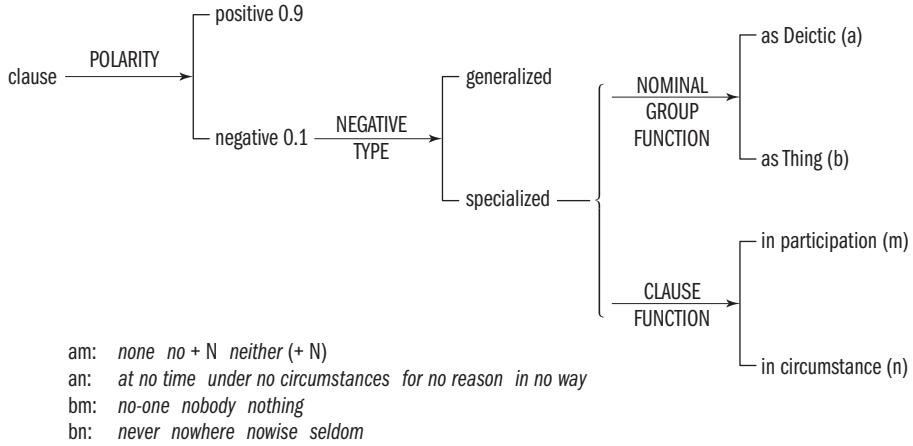 positive 0.9
clause
POLARITY
negative 0.1
NEGATIVE
TYPE
generalized
specialized
NOMINAL
GROUP
FUNCTION
as Deictic (a)
as Thing (b)
CLAUSE
FUNCTION
in participation (m)
in circumstance (n)
am: none no + N neither (+ N)
an: at no time under no circumstances for no reason in no way
bm: no-one nobody nothing
bn: never nowhere nowise seldom